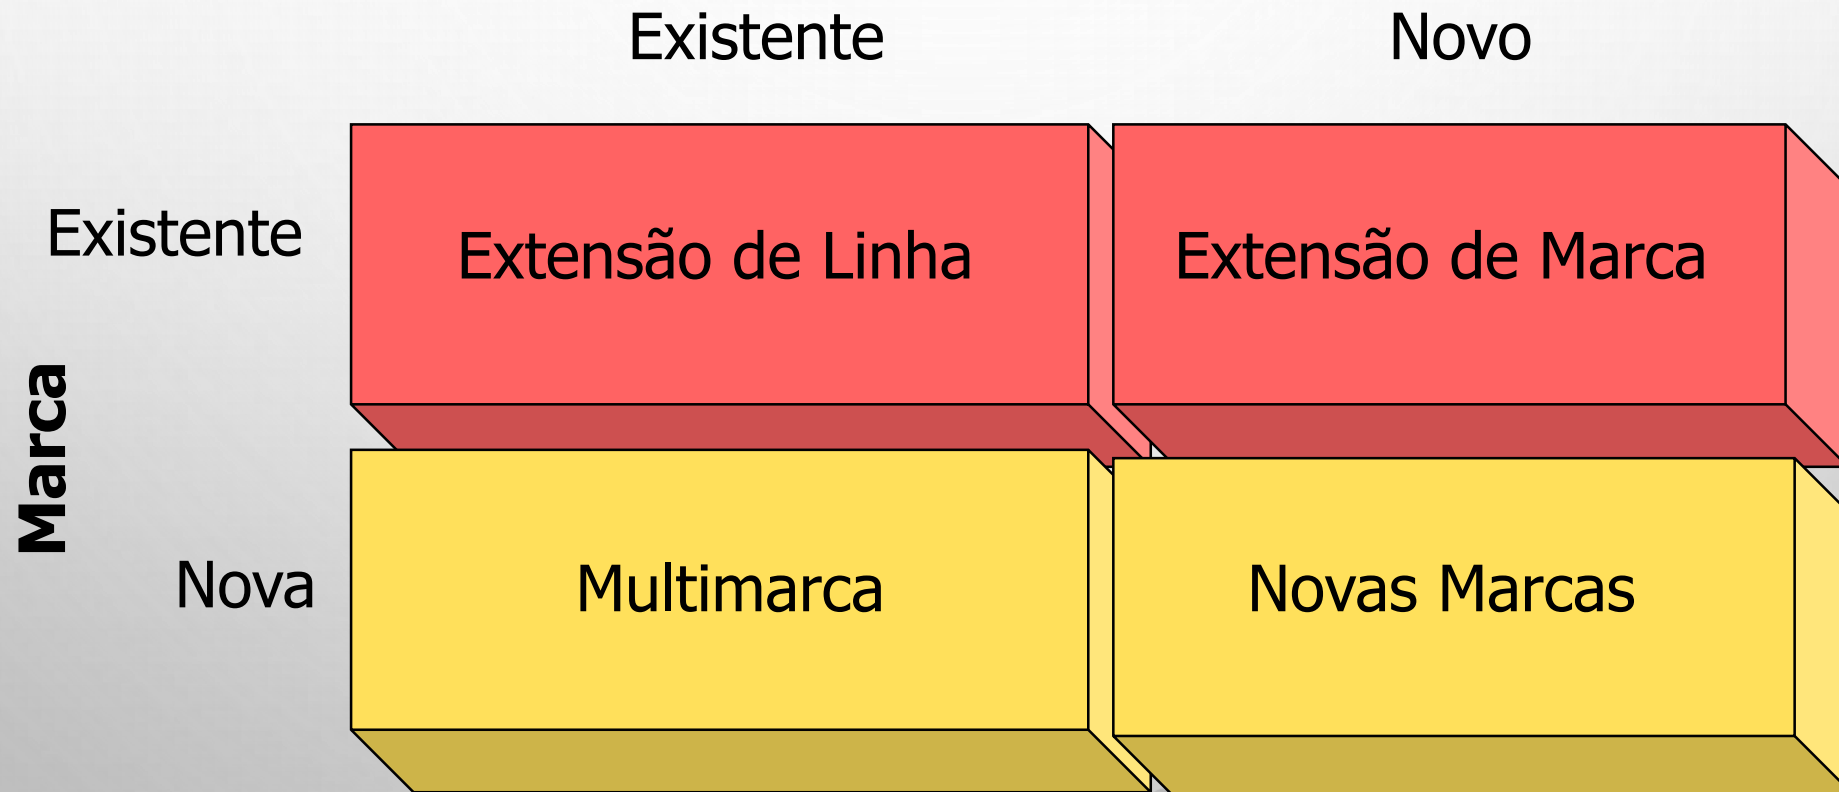 Existente Novo
Existente
Extensão de Linha
Extensão de Marca
Marca
Nova
Multimarca
Novas Marcas